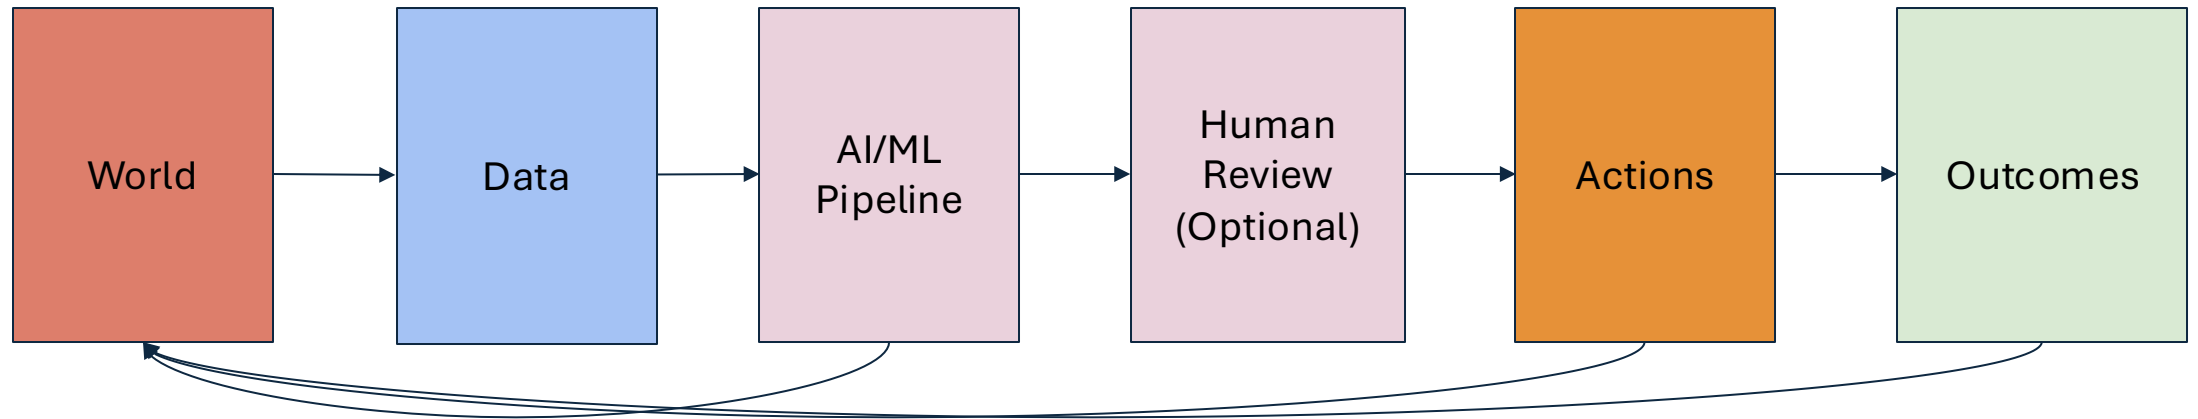 World
Data
AI/ML
Pipeline
Human
Review
(Optional)
Actions
Outcomes